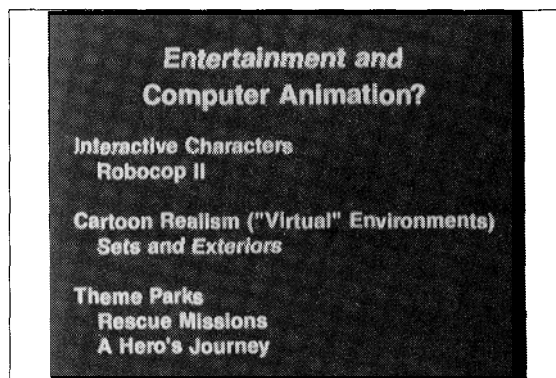 Entertainment and
Computer Animation?
Interactive Characters
Robocop II
Cartoon Realism ("Virtual" Environments)
Sets and Exteriors
Theme Parks
Rescue Missions
A Hero's Journey